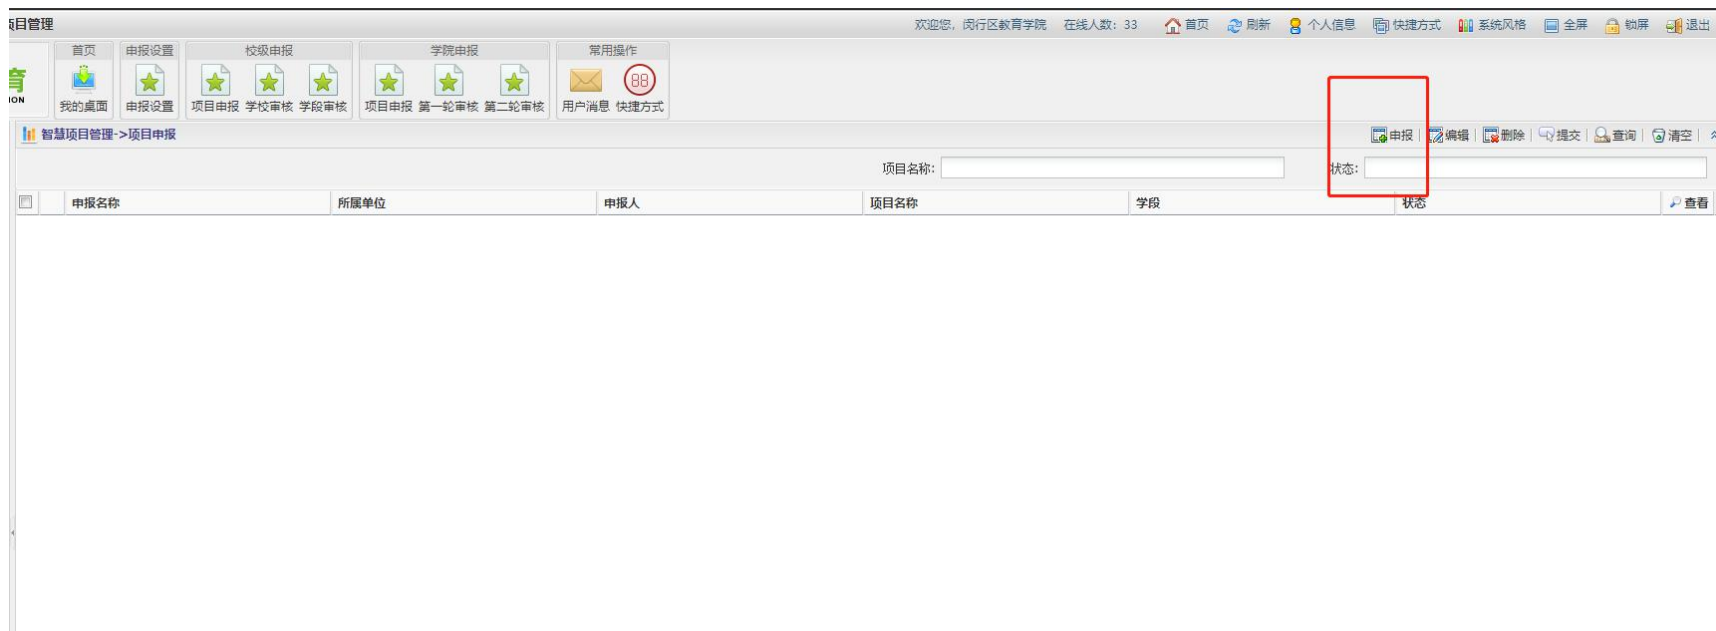 项目管理
欢迎您, 闵行区教育学院 在线人数: 33 首页 刷新 个人信息 快捷方式 系统风格 全屏 锁屏 退出
首页 申报设置 校级申报 学院申报 常用操作
育
ION
88
我的桌面 申报设置 项目申报 学校审核 学段审核 项目申报 第一轮审核 第二轮审核 用户消息 快捷方式
智慧项目管理->项目申报 申报 编辑 删除 提交 查询 清空
项目名称: 状态:
申报名称 所属单位 申报人 项目名称 学段 状态 查看